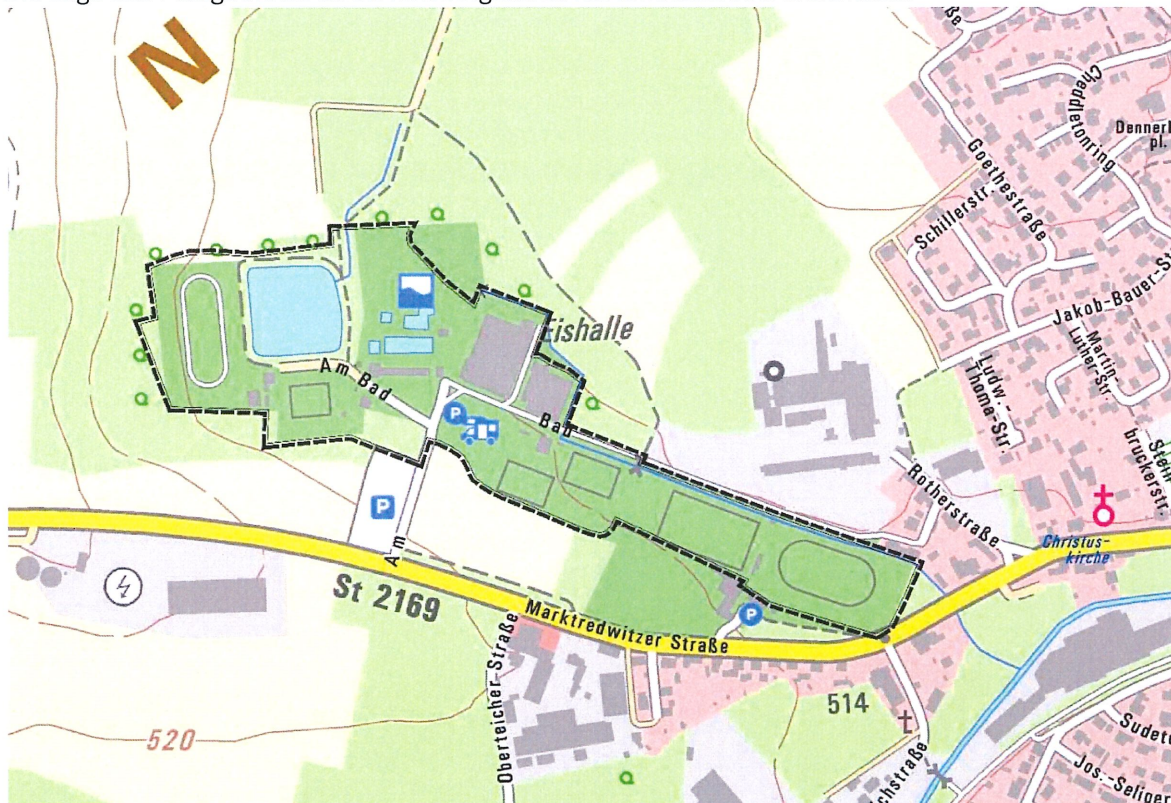 N
Cheddletonring
Dennerl
pl.
Goethestraße
Schillerstr.
Jakob-Bauer-St
Martin-
Luther-Str.
Ludw.-
Thoma-Str.
Eishalle
Am Bad
P
Bad
Rotherstraße
Christus-
kirche
P
Am
St 2169
Marktredwitzer Straße
P
Oberteicher-Straße
514
520
Sudete
Jos.-Seliger
chstraße